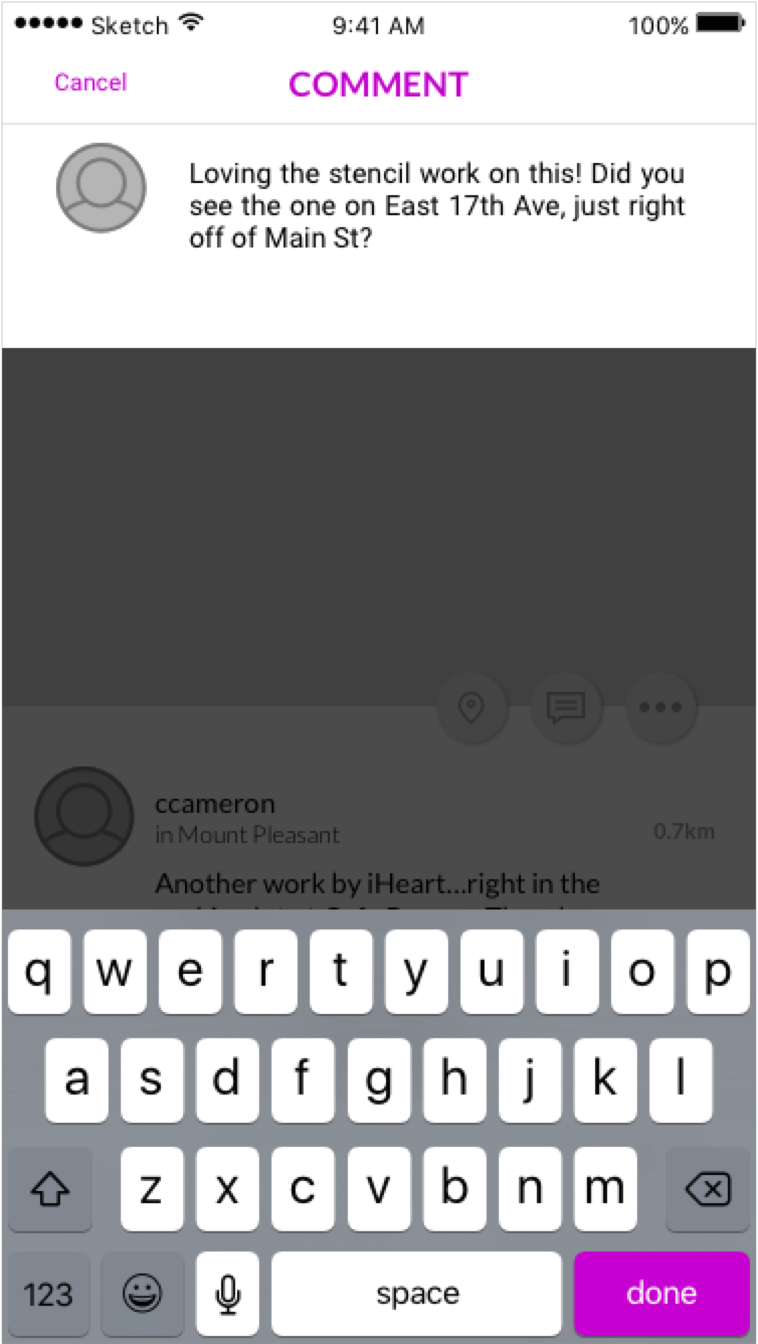 Sketch 9:41 AM 100%
Cancel COMMENT
Loving the stencil work on this! Did you
see the one on East 17th Ave, just right
off of Main St?
ccameron
in Mount Pleasant 0.7km
Another work by iHeart...right in the
q w e r t y u i o p
a s d f g h j k l
z x c v b n m
123 space done